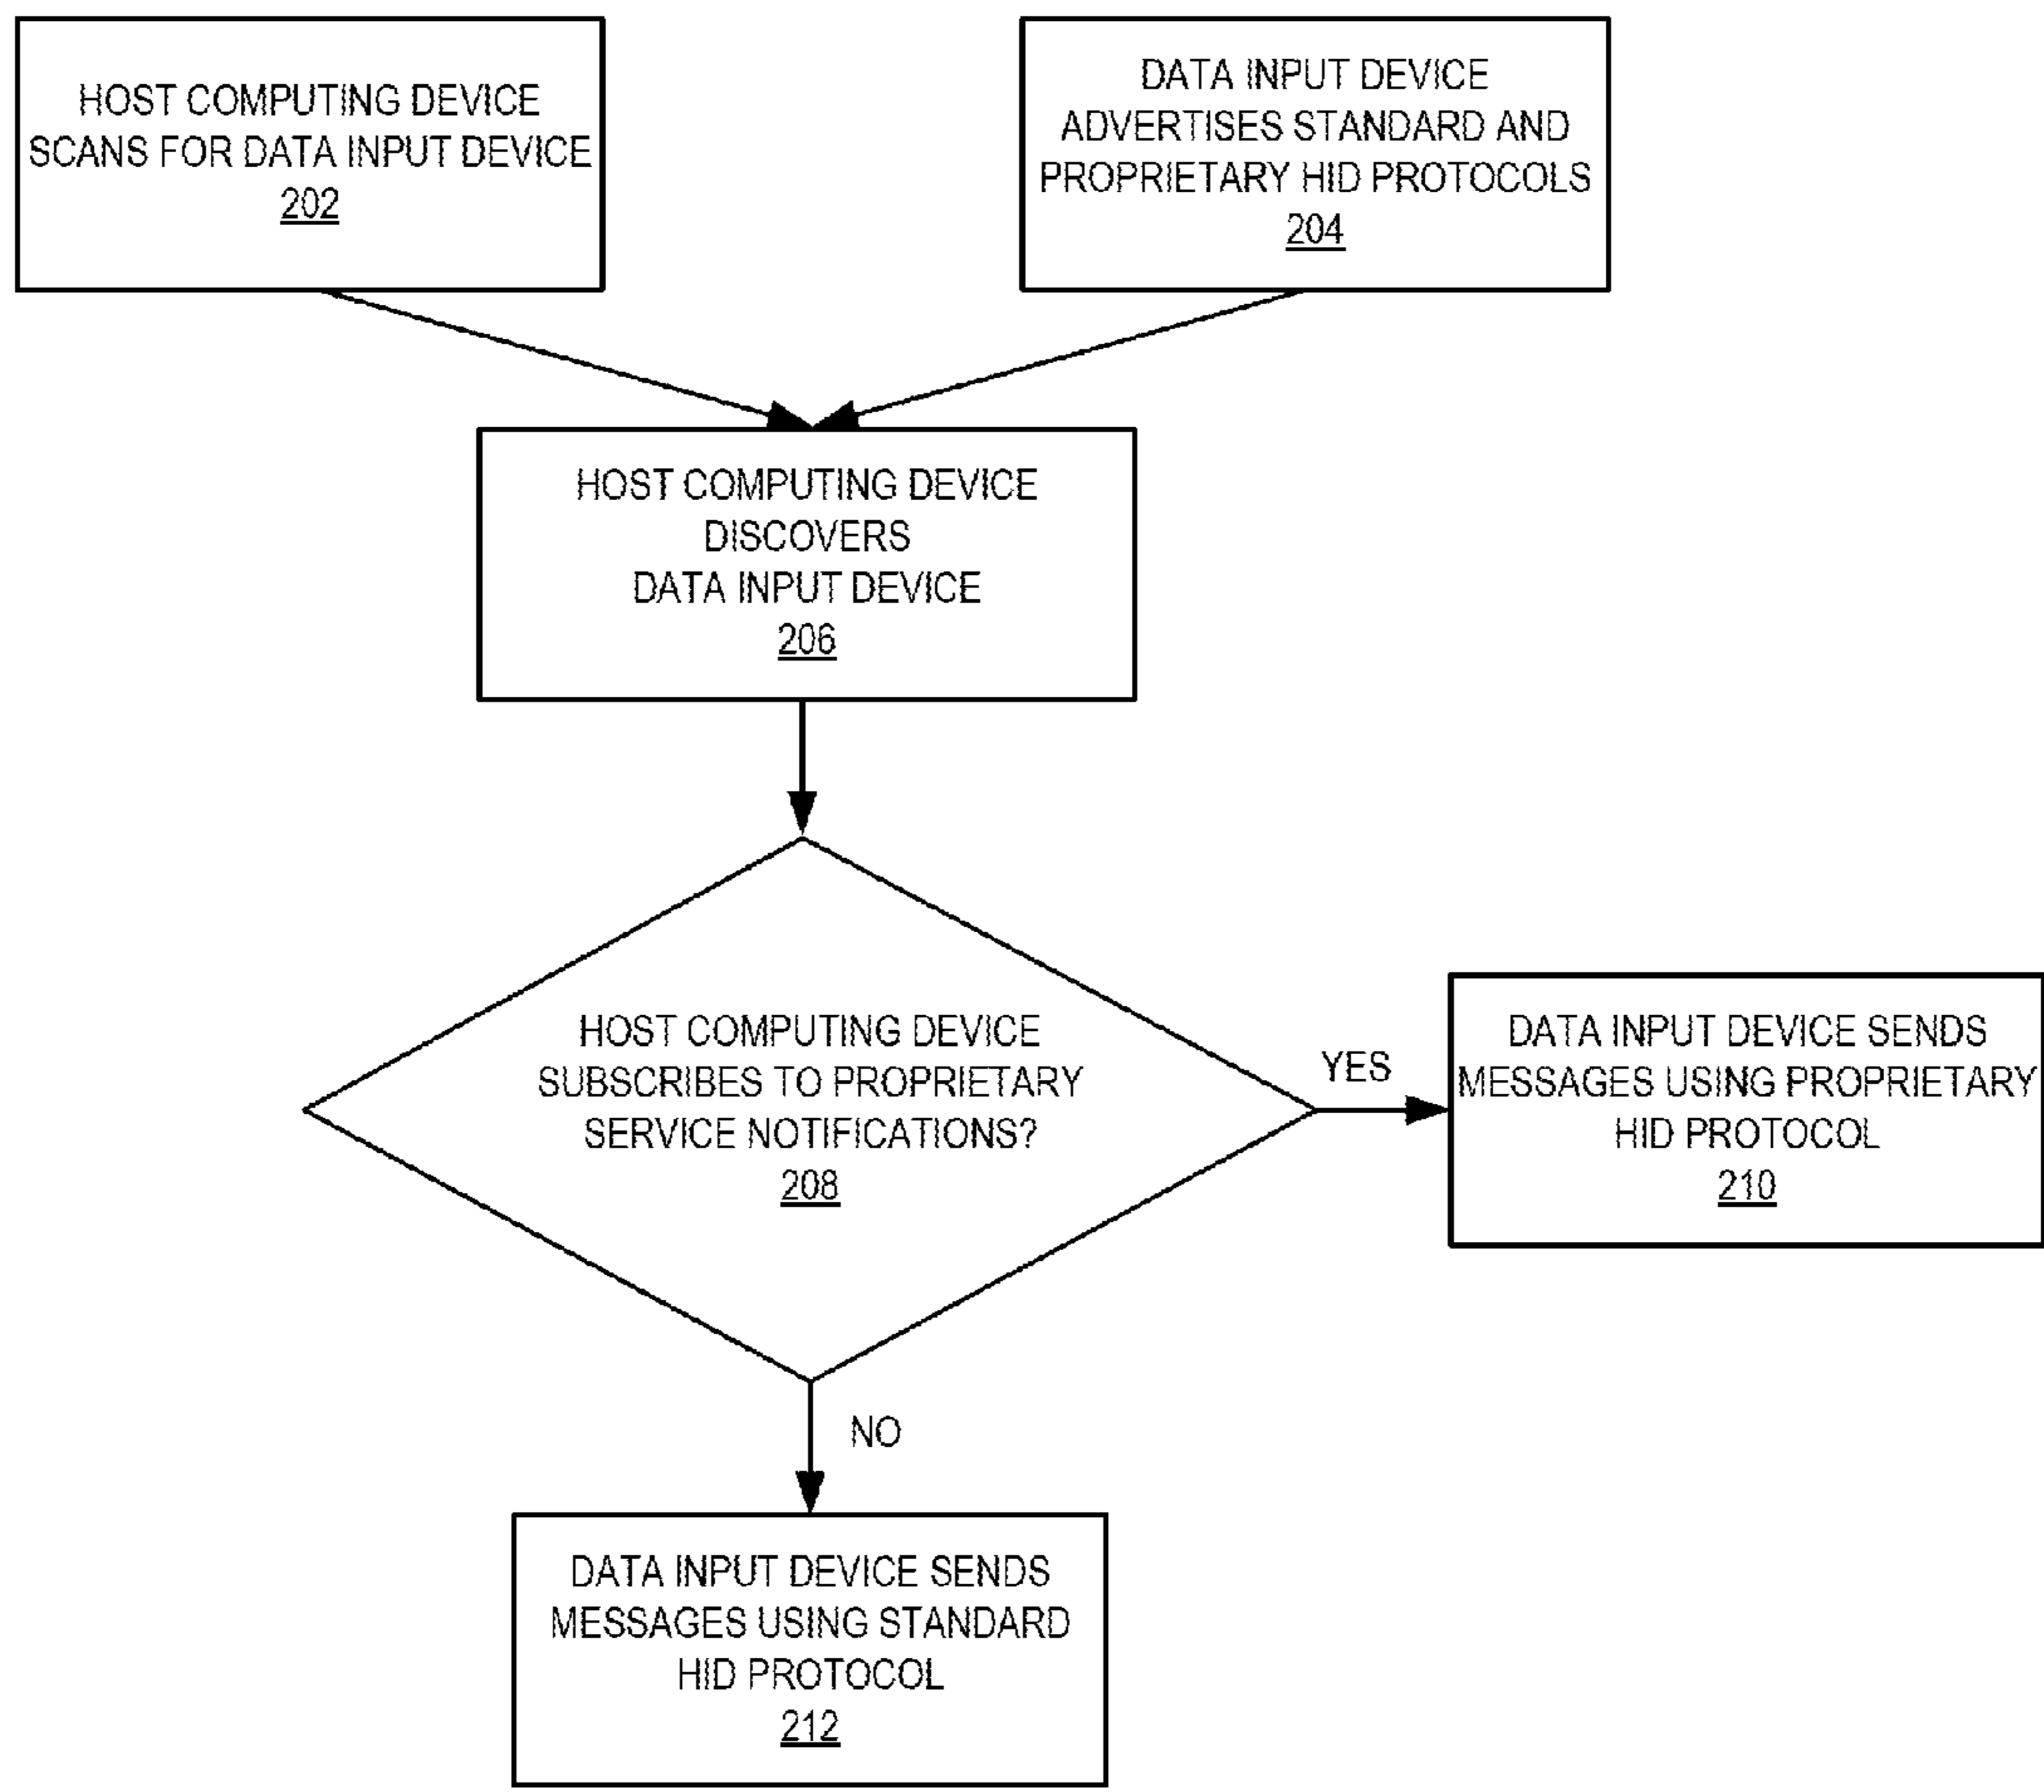 HOST COMPUTING DEVICE
SCANS FOR DATA INPUT DEVICE
202
DATA INPUT DEVICE
ADVERTISES STANDARD AND
PROPRIETARY HID PROTOCOLS
204
HOST COMPUTING DEVICE
DISCOVERS
DATA INPUT DEVICE
206
HOST COMPUTING DEVICE
SUBSCRIBES TO PROPRIETARY
SERVICE NOTIFICATIONS?
208
YES
DATA INPUT DEVICE SENDS
MESSAGES USING PROPRIETARY
HID PROTOCOL
210
NO
DATA INPUT DEVICE SENDS
MESSAGES USING STANDARD
HID PROTOCOL
212